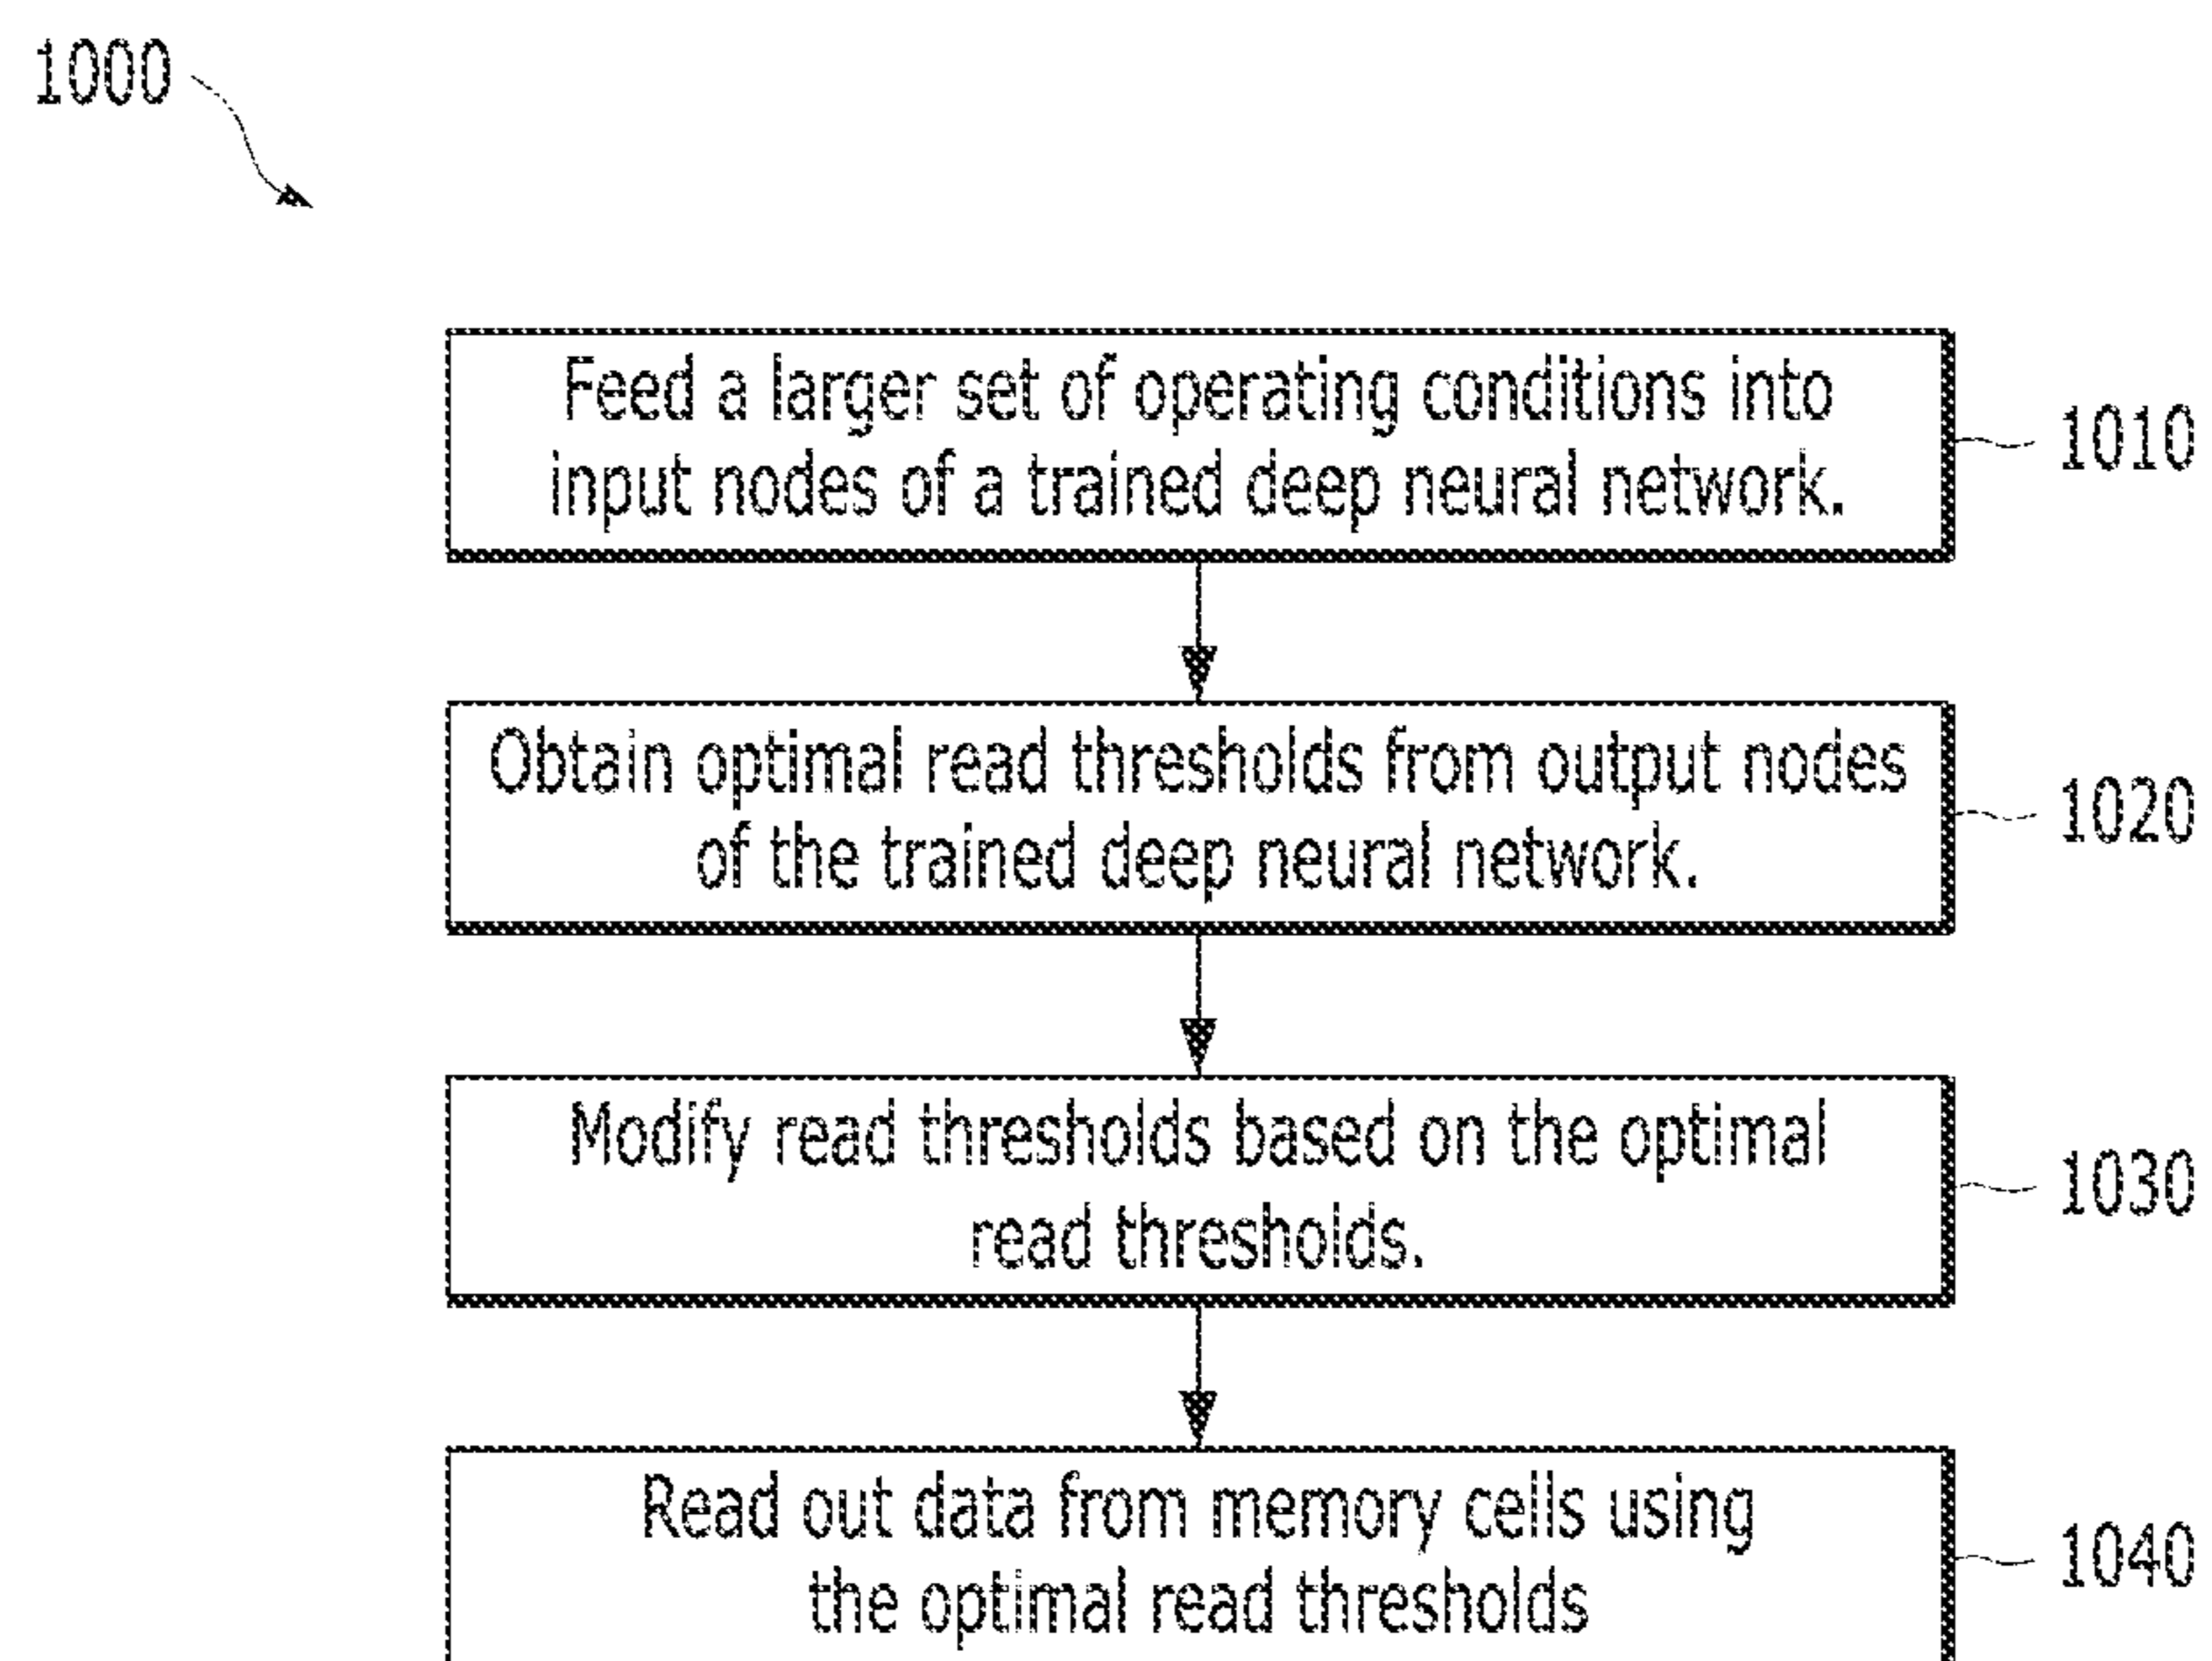 1000
Feed a larger set of operating conditions into
input nodes of a trained deep neural network.
1010
Obtain optimal read thresholds from output nodes
of the trained deep neural network.
1020
Modify read thresholds based on the optimal
read thresholds.
1030
Read out data from memory cells using
the optimal read thresholds
1040